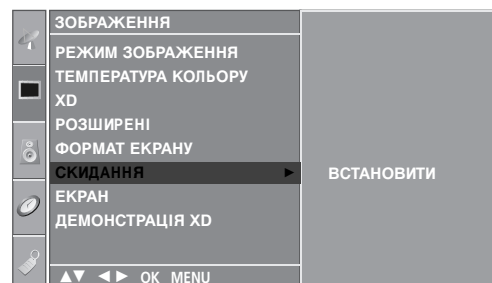 ЗОБРАЖЕННЯ
РЕЖИМ ЗОБРАЖЕННЯ
ТЕМПЕРАТУРА КОЛЬОРУ
XD
РОЗШИРЕНІ
ФОРМАТ ЕКРАНУ
СКИДАННЯ ► ВСТАНОВИТИ
ЕКРАН
ДЕМОНСТРАЦІЯ XD
▲▼ ◄► OK MENU